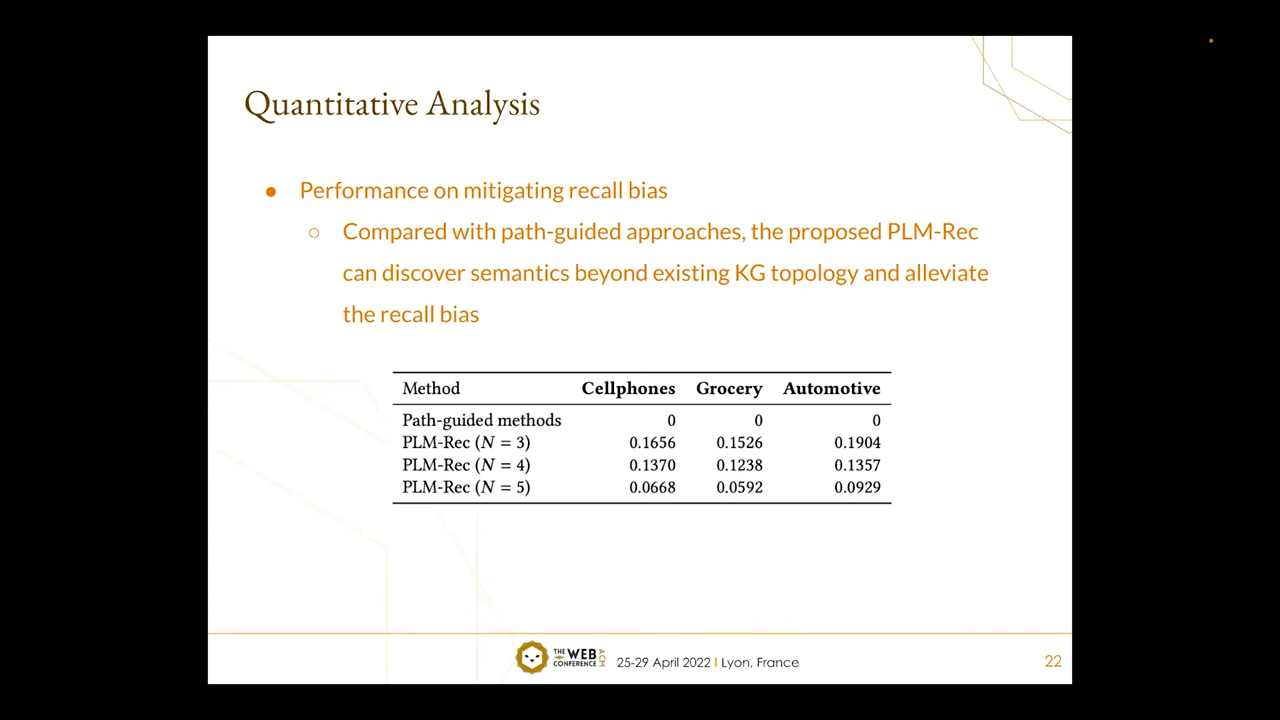 Quantitative Analysis
● Performance on mitigating recall bias
○ Compared with path-guided approaches, the proposed PLM-Rec
can discover semantics beyond existing KG topology and alleviate
the recall bias
Method Cellphones Grocery Automotive
Path-guided methods 0 0 0
PLM-Rec (N = 3) 0.1656 0.1526 0.1904
PLM-Rec (N = 4) 0.1370 0.1238 0.1357
PLM-Rec (N = 5) 0.0668 0.0592 0.0929
THE WEB CONFERENCE ACM
25-29 April 2022 I Lyon, France
22